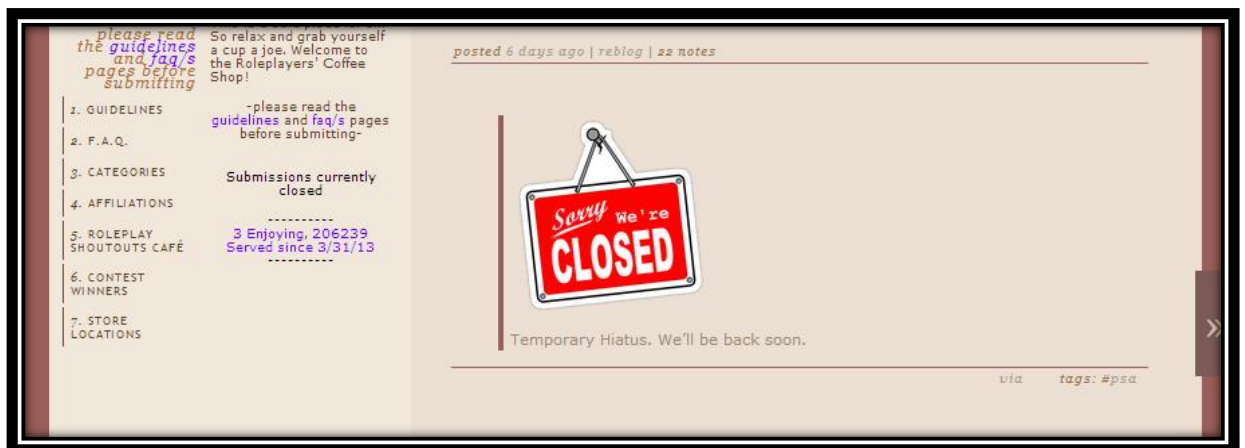 please read
the guidelines
and faq/s
pages before
submitting
1. GUIDELINES
2. F.A.Q.
3. CATEGORIES
4. AFFILIATIONS
5. ROLEPLAY
SHOUTOUTS CAFÉ
6. CONTEST
WINNERS
7. STORE
LOCATIONS
So relax and grab yourself
a cup a joe. Welcome to
the Roleplayers' Coffee
Shop!
-please read the
guidelines and faq/s pages
before submitting-
Submissions currently
closed
----------
3 Enjoying, 206239
Served since 3/31/13
----------
posted 6 days ago | reblog | 22 notes
Sorry We're
CLOSED
Temporary Hiatus. We'll be back soon.
via tags: #psa
»